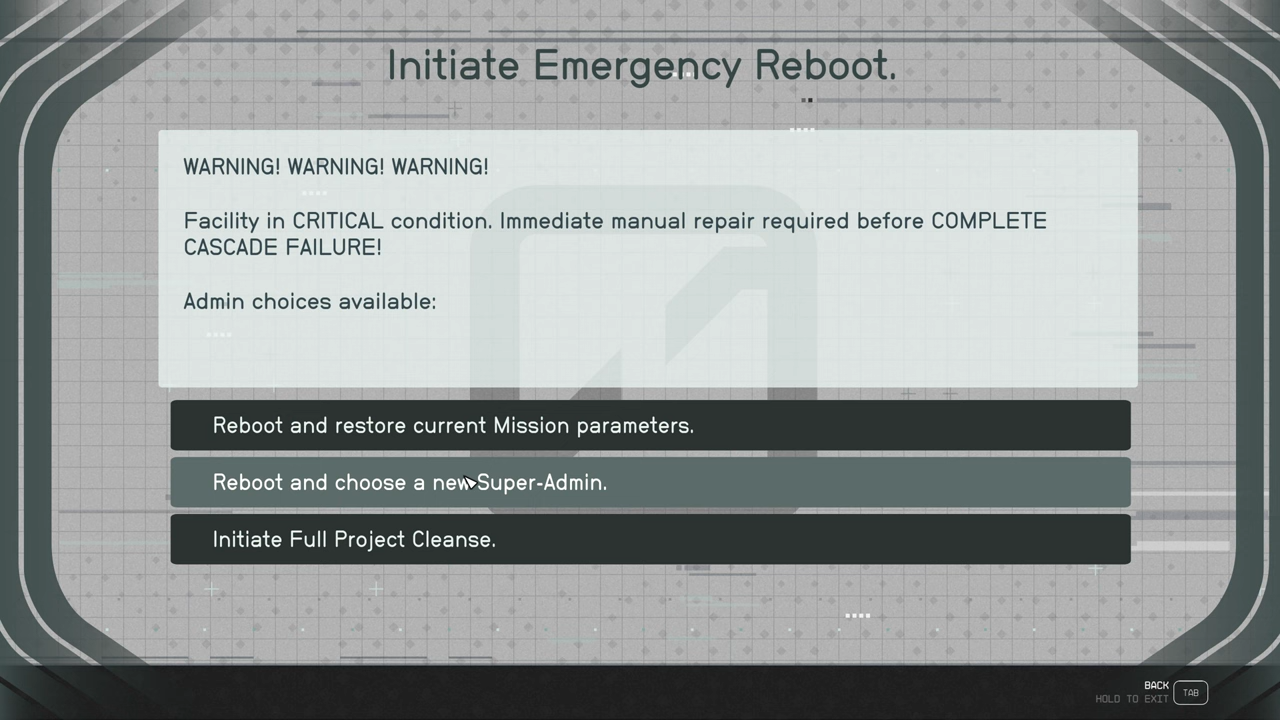 Initiate Emergency Reboot.
WARNING! WARNING! WARNING!
Facility in CRITICAL condition. Immediate manual repair required before COMPLETE
CASCADE FAILURE!
Admin choices available:
Reboot and restore current Mission parameters.
Reboot and choose a new Super-Admin.
Initiate Full Project Cleanse.
BACK
HOLD TO EXIT
TAB